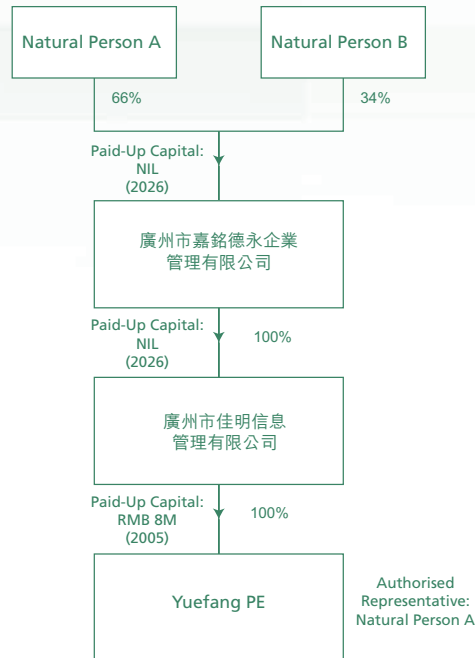 Natural Person A
Natural Person B
66%
34%
Paid-Up Capital:
NIL
(2026)
廣州市嘉銘德永企業
管理有限公司
Paid-Up Capital:
NIL
(2026)
100%
廣州市佳明信息
管理有限公司
Paid-Up Capital:
RMB 8M
(2005)
100%
Yuefang PE
Authorised
Representative:
Natural Person A